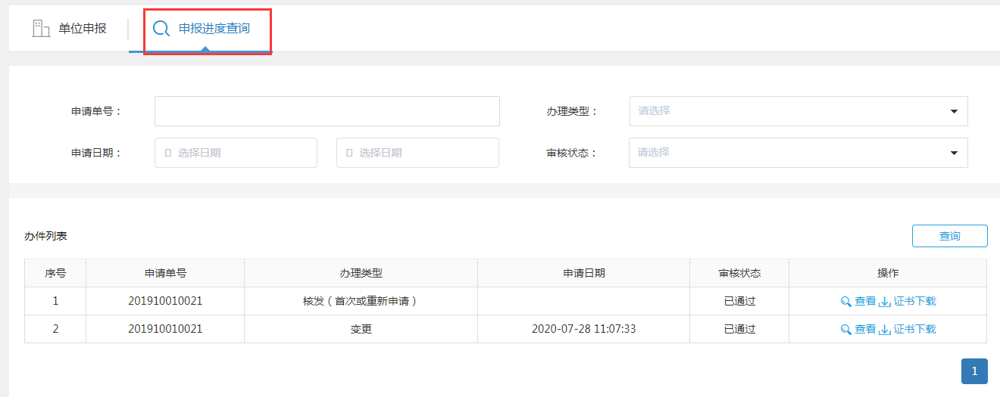 单位申报 申报进度查询
申请单号： 办理类型： 请选择
申请日期： 选择日期 选择日期 审核状态： 请选择
办件列表 查询
序号 申请单号 办理类型 申请日期 审核状态 操作
1 201910010021 核发（首次或重新申请） 已通过 查看 证书下载
2 201910010021 变更 2020-07-28 11:07:33 已通过 查看 证书下载
1